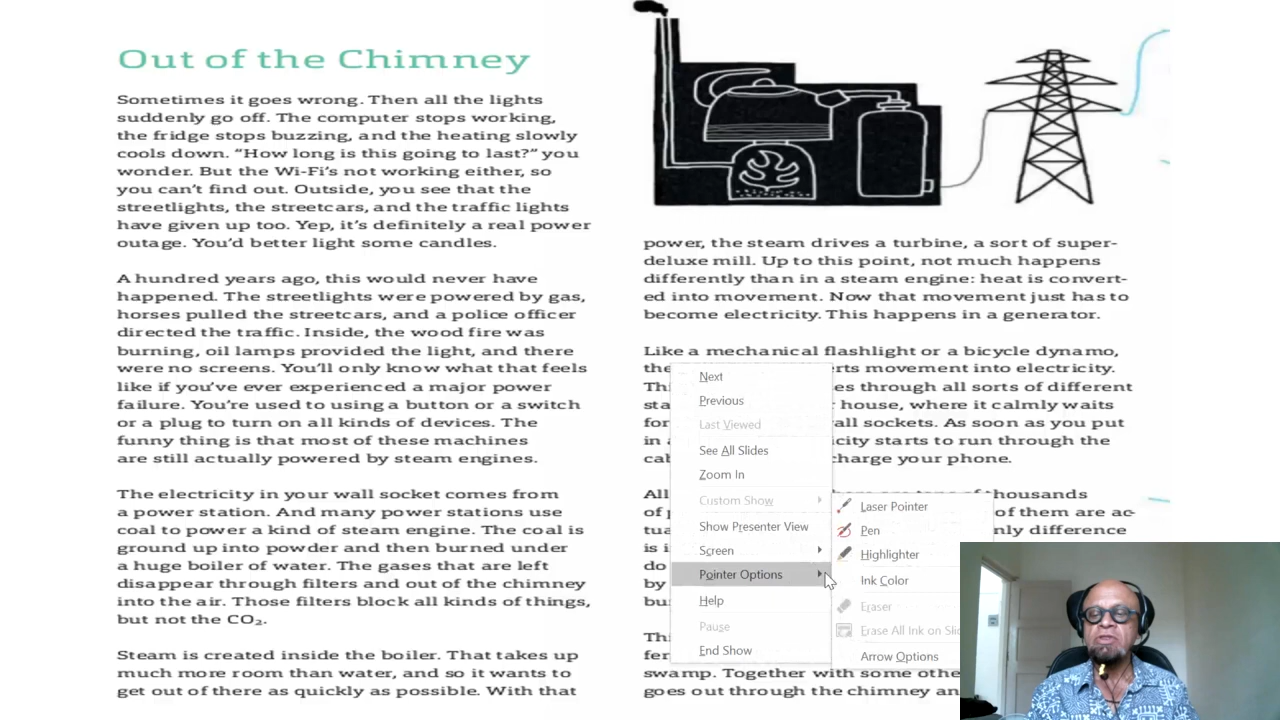 Out of the Chimney
Sometimes it goes wrong. Then all the lights
suddenly go off. The computer stops working,
the fridge stops buzzing, and the heating slowly
cools down. “How long is this going to last?” you
wonder. But the Wi-Fi’s not working either, so
you can’t find out. Outside, you see that the
streetlights, the streetcars, and the traffic lights
have given up too. Yep, it’s definitely a real power
outage. You’d better light some candles.
A hundred years ago, this would never have
happened. The streetlights were powered by gas,
horses pulled the streetcars, and a police officer
directed the traffic. Inside, the wood fire was
burning, oil lamps provided the light, and there
were no screens. You’ll only know what that feels
like if you’ve ever experienced a major power
failure. You’re used to using a button or a switch
or a plug to turn on all kinds of devices. The
funny thing is that most of these machines
are still actually powered by steam engines.
The electricity in your wall socket comes from
a power station. And many power stations use
coal to power a kind of steam engine. The coal is
ground up into powder and then burned under
a huge boiler of water. The gases that are left
disappear through filters and out of the chimney
into the air. Those filters block all kinds of things,
but not the CO₂.
Steam is created inside the boiler. That takes up
much more room than water, and so it wants to
get out of there as quickly as possible. With that
power, the steam drives a turbine, a sort of super-
deluxe mill. Up to this point, not much happens
differently than in a steam engine: heat is convert-
ed into movement. Now that movement just has to
become electricity. This happens in a generator.
Like a mechanical flashlight or a bicycle dynamo,
the movement into electricity.
through all sorts of different
house, where it calmly waits
for sockets. As soon as you put
in starts to run through the
charge your phone.
All thousands
of of them are ac-
only difference
is
do
by
swamp. Together with some
goes out through the chimney
Next
Previous
Last Viewed
See All Slides
Zoom In
Custom Show
Show Presenter View
Screen
Pointer Options
Help
Pause
End Show
Laser Pointer
Pen
Highlighter
Ink Color
Eraser
Erase All Ink on
Arrow Options